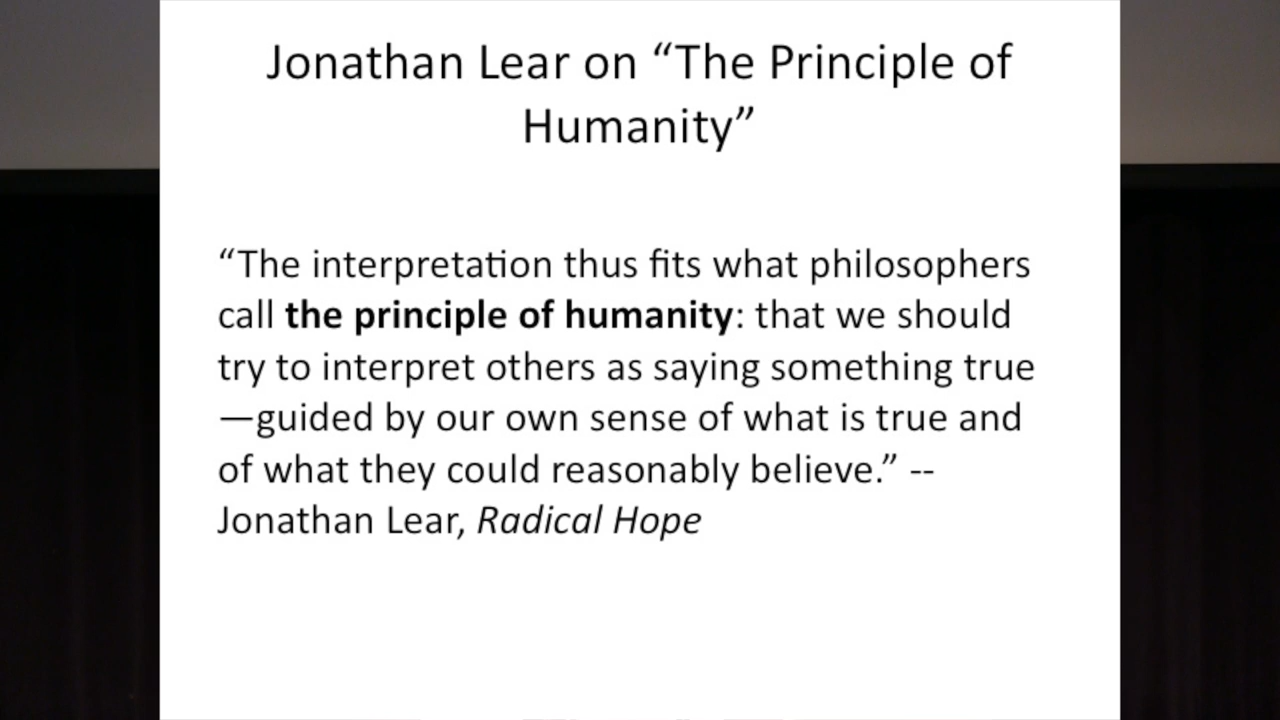 Jonathan Lear on “The Principle of
Humanity”
“The interpretation thus fits what philosophers
call the principle of humanity: that we should
try to interpret others as saying something true
—guided by our own sense of what is true and
of what they could reasonably believe.” --
Jonathan Lear, Radical Hope